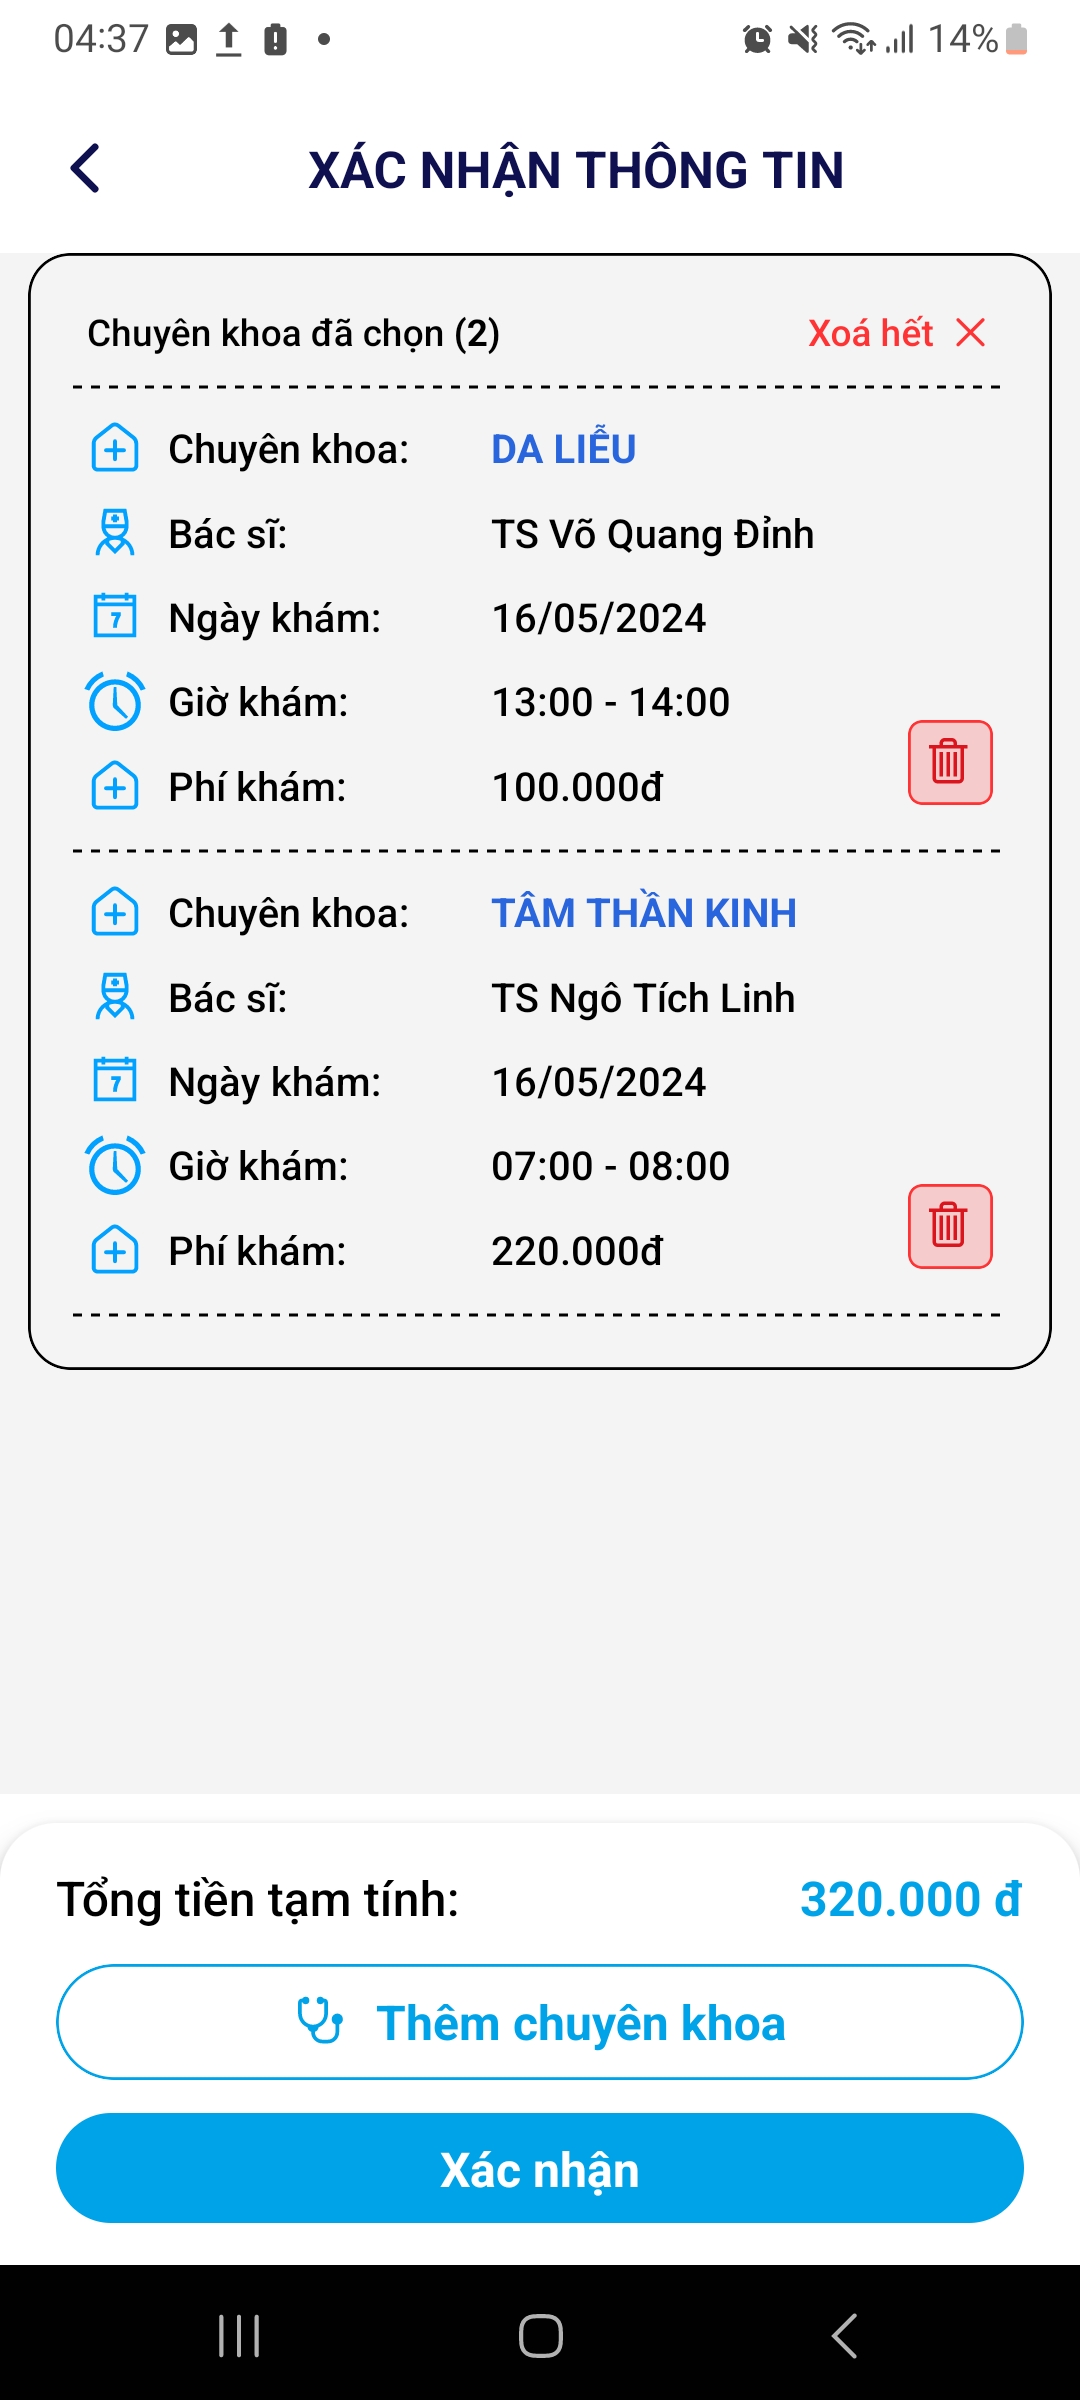 04:37
14%
XÁC NHẬN THÔNG TIN
Chuyên khoa đã chọn (2) Xoá hết
Chuyên khoa: DA LIỄU
Bác sĩ: TS Võ Quang Đỉnh
7 Ngày khám: 16/05/2024
Giờ khám: 13:00 - 14:00
Phí khám: 100.000đ
Chuyên khoa: TÂM THẦN KINH
Bác sĩ: TS Ngô Tích Linh
7 Ngày khám: 16/05/2024
Giờ khám: 07:00 - 08:00
Phí khám: 220.000đ
Tổng tiền tạm tính: 320.000 đ
Thêm chuyên khoa
Xác nhận